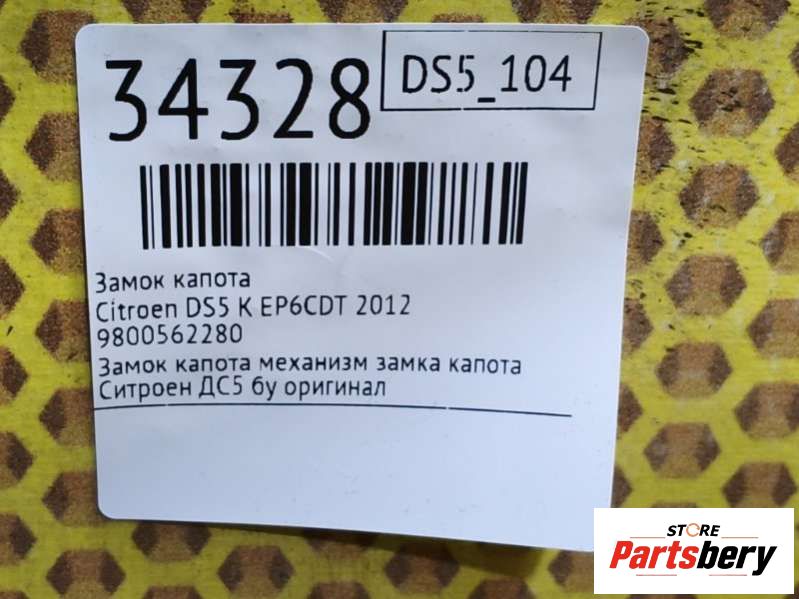 34328
DS5_104
Замок капота
Citroen DS5 K EP6CDT 2012
9800562280
Замок капота механизм замка капота
Ситроен ДС5 бу оригинал
STORE
Partsbery